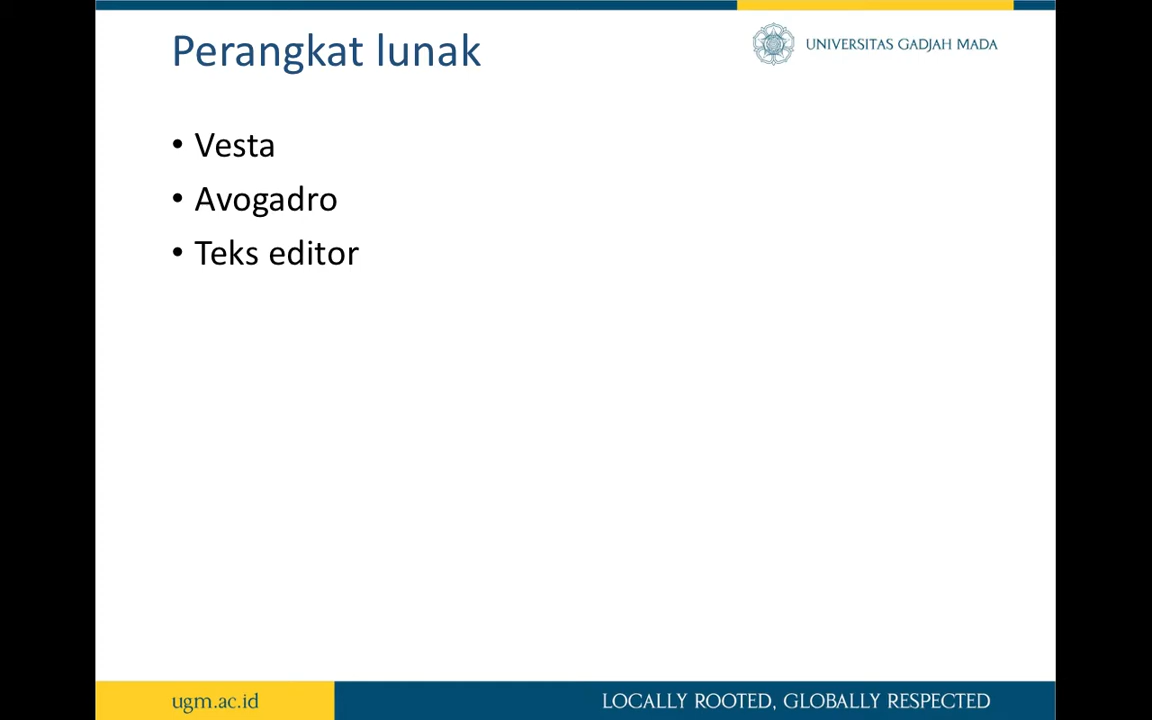 Perangkat lunak
UNIVERSITAS GADJAH MADA
• Vesta
• Avogadro
• Teks editor
ugm.ac.id
LOCALLY ROOTED, GLOBALLY RESPECTED